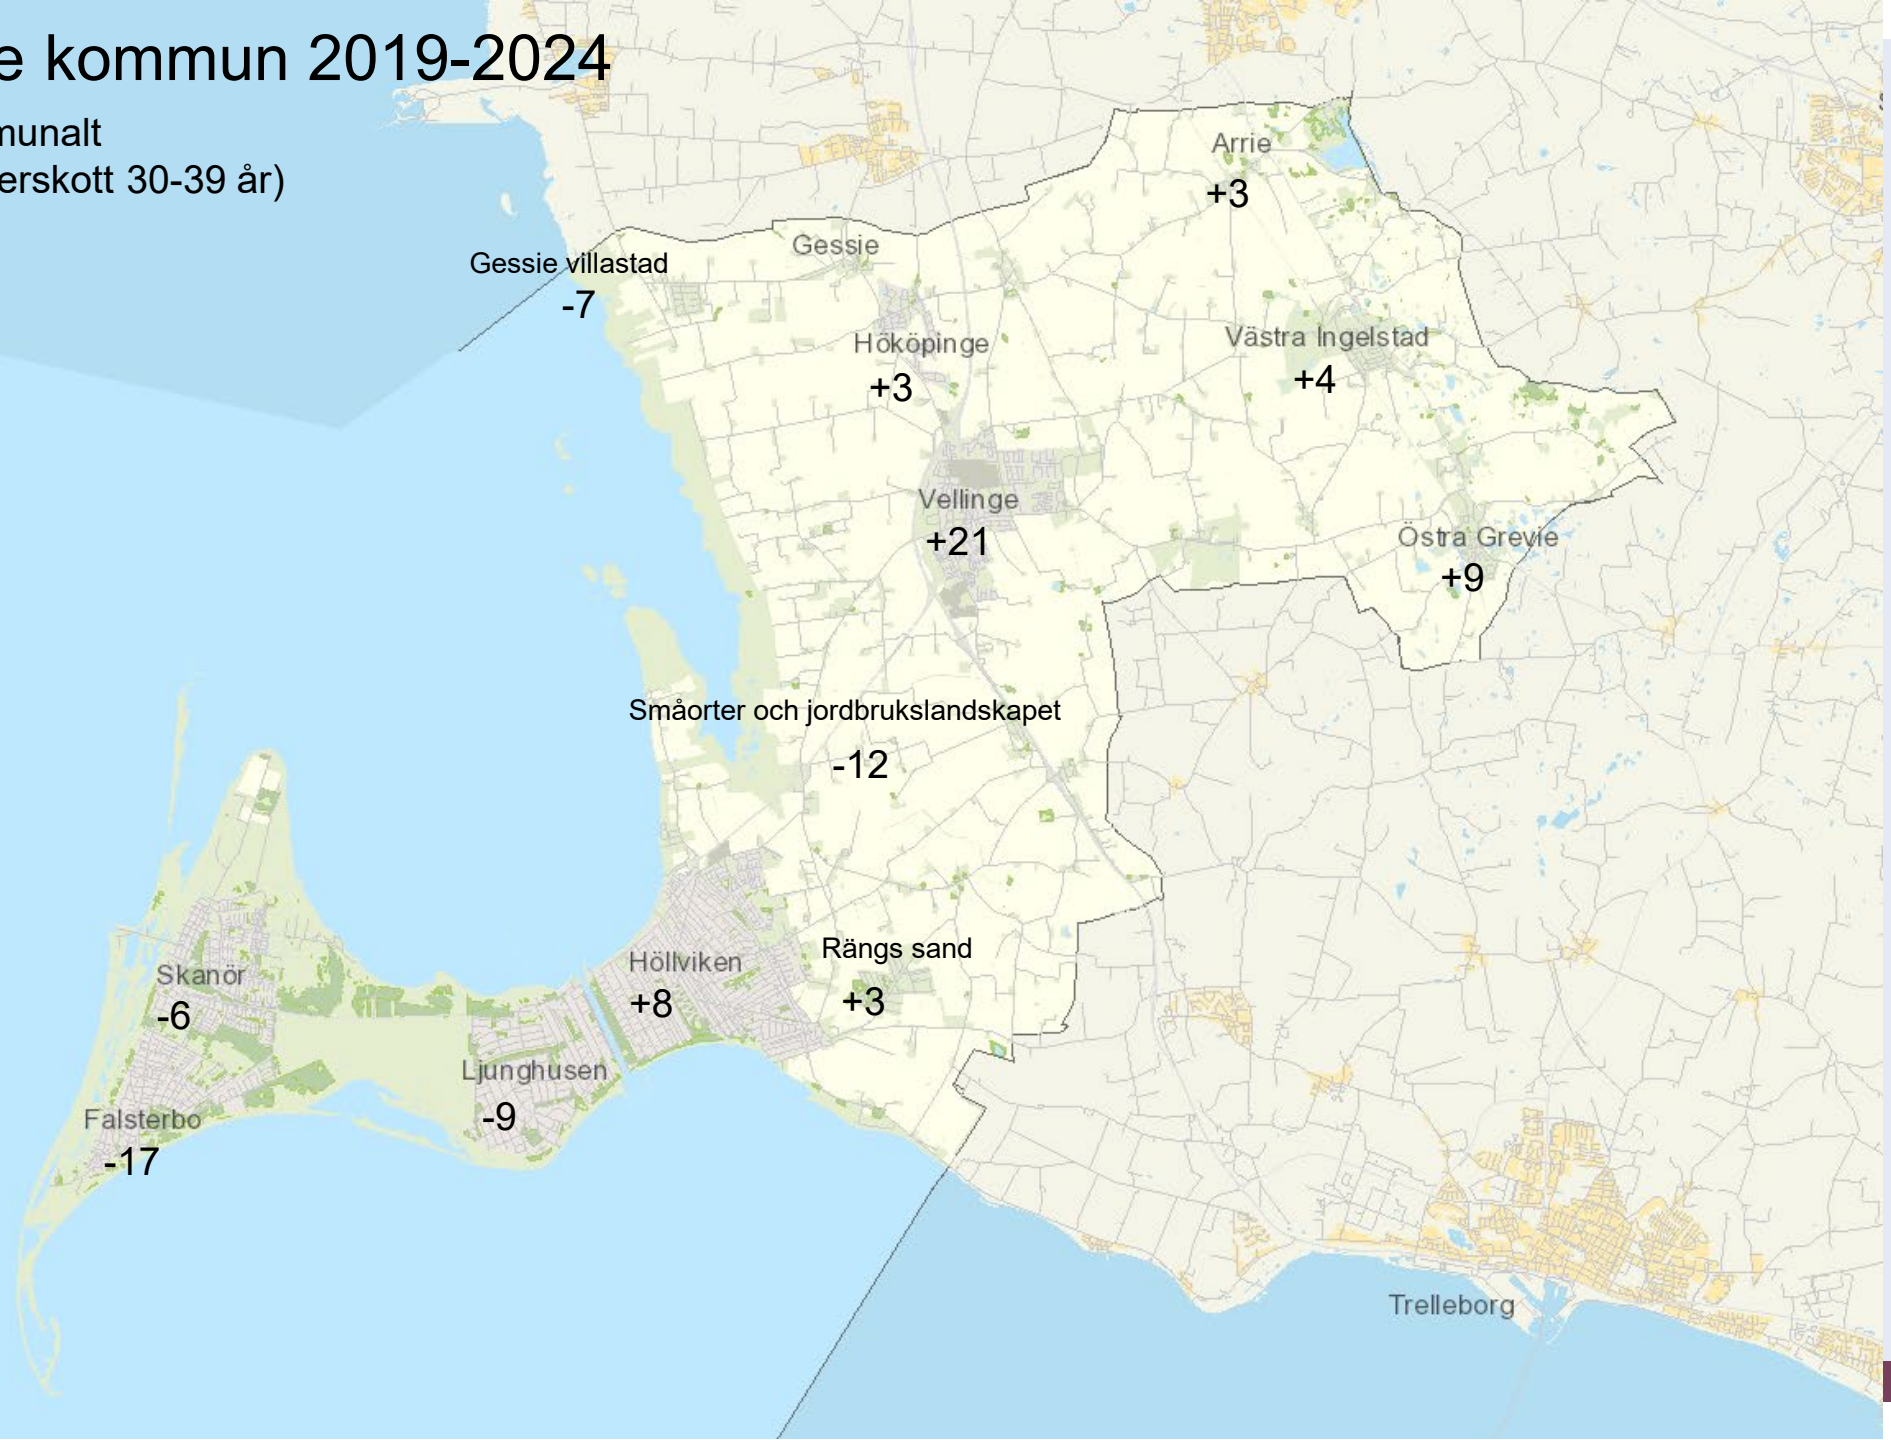 e kommun 2019-2024
munalt
erskott 30-39 år)
Arrie
+3
Gessie
Gessie villastad
-7
Hököpinge
+3
Västra Ingelstad
+4
Vellinge
+21
Östra Grevie
+9
Småorter och jordbrukslandskapet
-12
Rängs sand
+3
Höllviken
+8
Skanör
-6
Ljunghusen
-9
Falsterbo
-17
Trelleborg